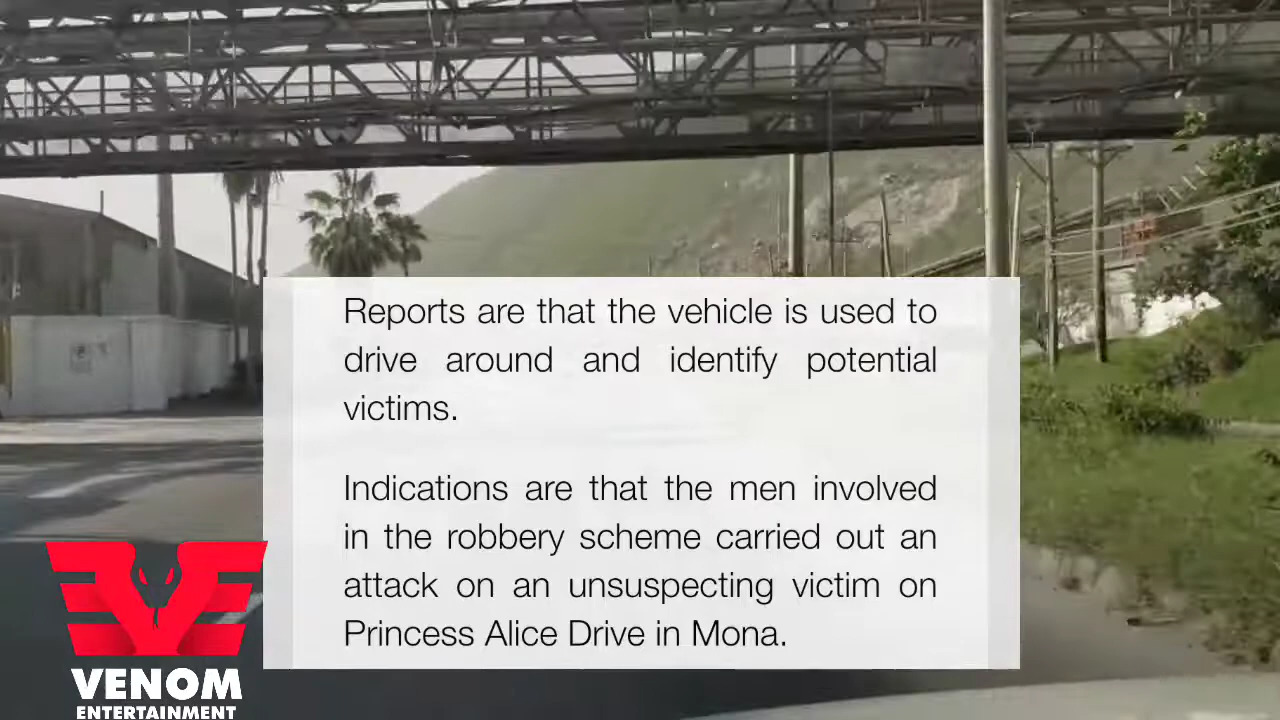 Reports are that the vehicle is used to
drive around and identify potential
victims.
Indications are that the men involved
in the robbery scheme carried out an
attack on an unsuspecting victim on
Princess Alice Drive in Mona.
VENOM
ENTERTAINMENT